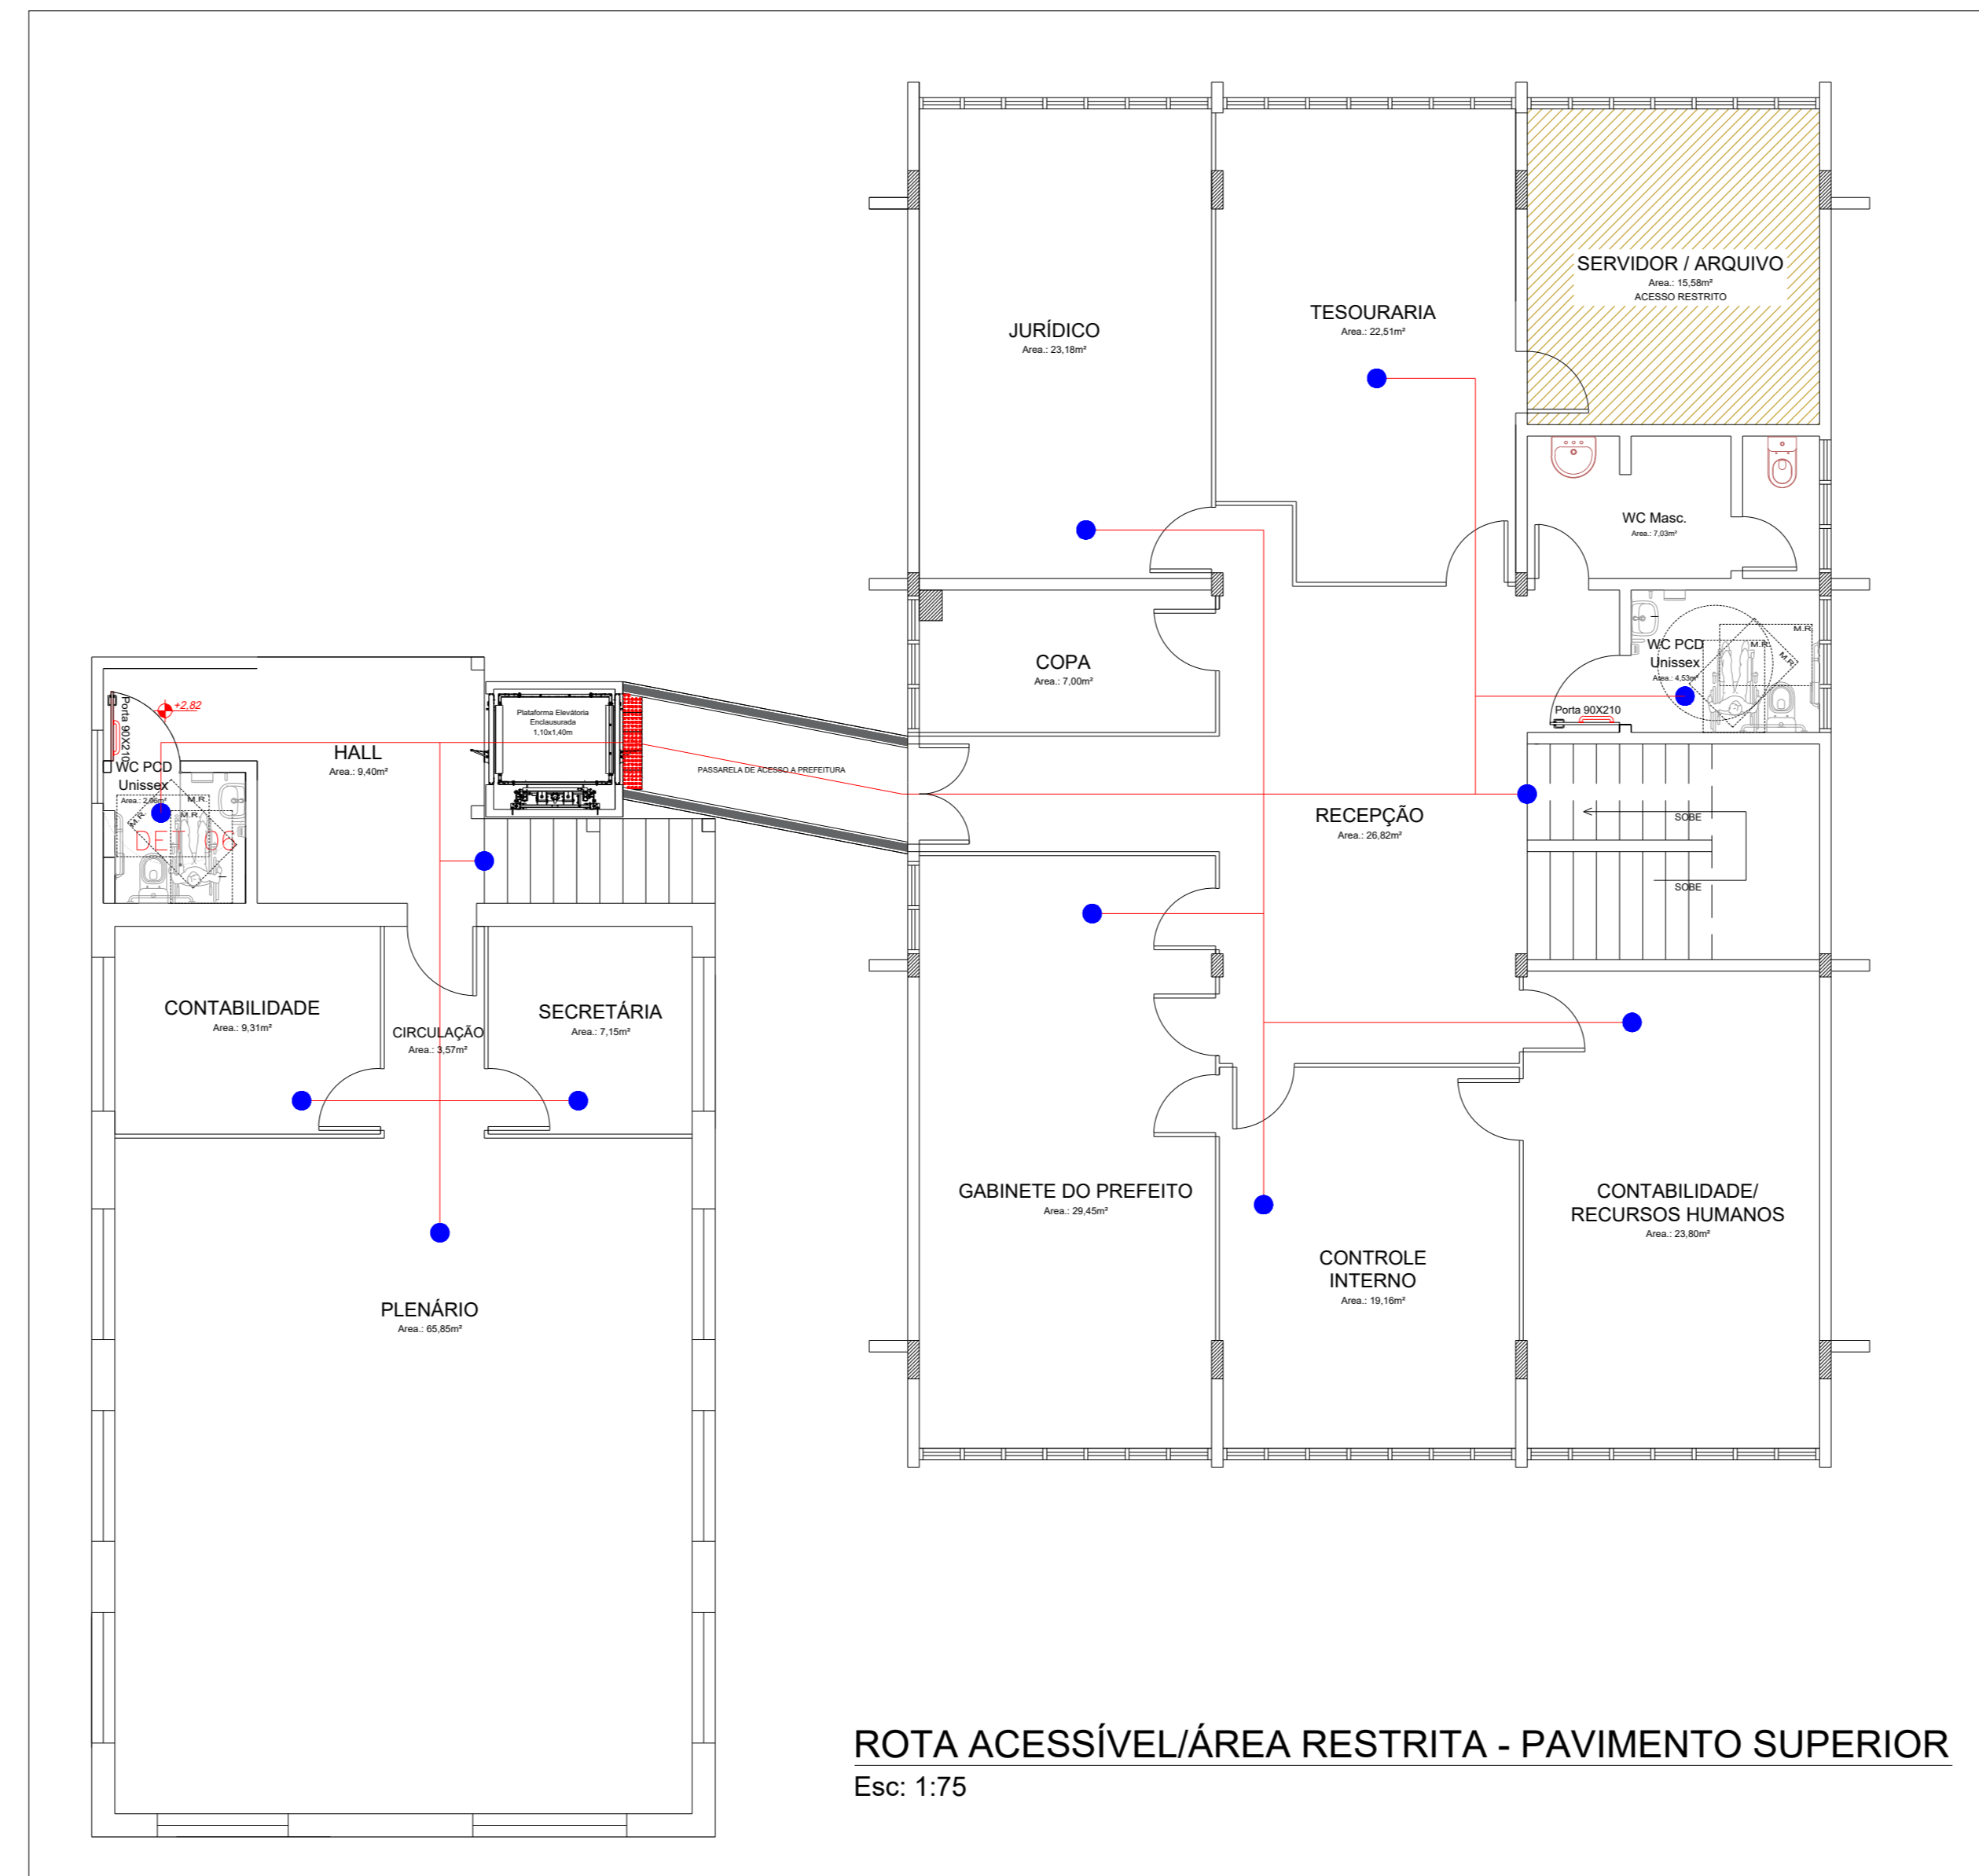 SERVIDOR / ARQUIVO
Area.: 15,58m²
ACESSO RESTRITO
TESOURARIA
Area.: 22,51m²
JURÍDICO
Area.: 23,18m²
WC Masc.
Area.: 7,03m²
COPA
Area.: 7,00m²
WC PCD
Unissex
Area.: 4,53m²
M.R.
M.R.
M.R.
Porta 90X210
+2,82
Porta 90X210
HALL
Area.: 9,40m²
Plataforma Elevátoria
Enclausurada
1,10x1,40m
PASSARELA DE ACESSO A PREFEITURA
WC PCD
Unissex
M.R.
M.R.
M.R.
DET 06
RECEPÇÃO
Area.: 26,82m²
SOBE
SOBE
CONTABILIDADE
Area.: 9,31m²
CIRCULAÇÃO
Area.: 3,57m²
SECRETÁRIA
Area.: 7,15m²
GABINETE DO PREFEITO
Area.: 29,45m²
CONTROLE
INTERNO
Area.: 19,16m²
CONTABILIDADE/
RECURSOS HUMANOS
Area.: 23,80m²
PLENÁRIO
Area.: 65,85m²
ROTA ACESSÍVEL/ÁREA RESTRITA - PAVIMENTO SUPERIOR
Esc: 1:75